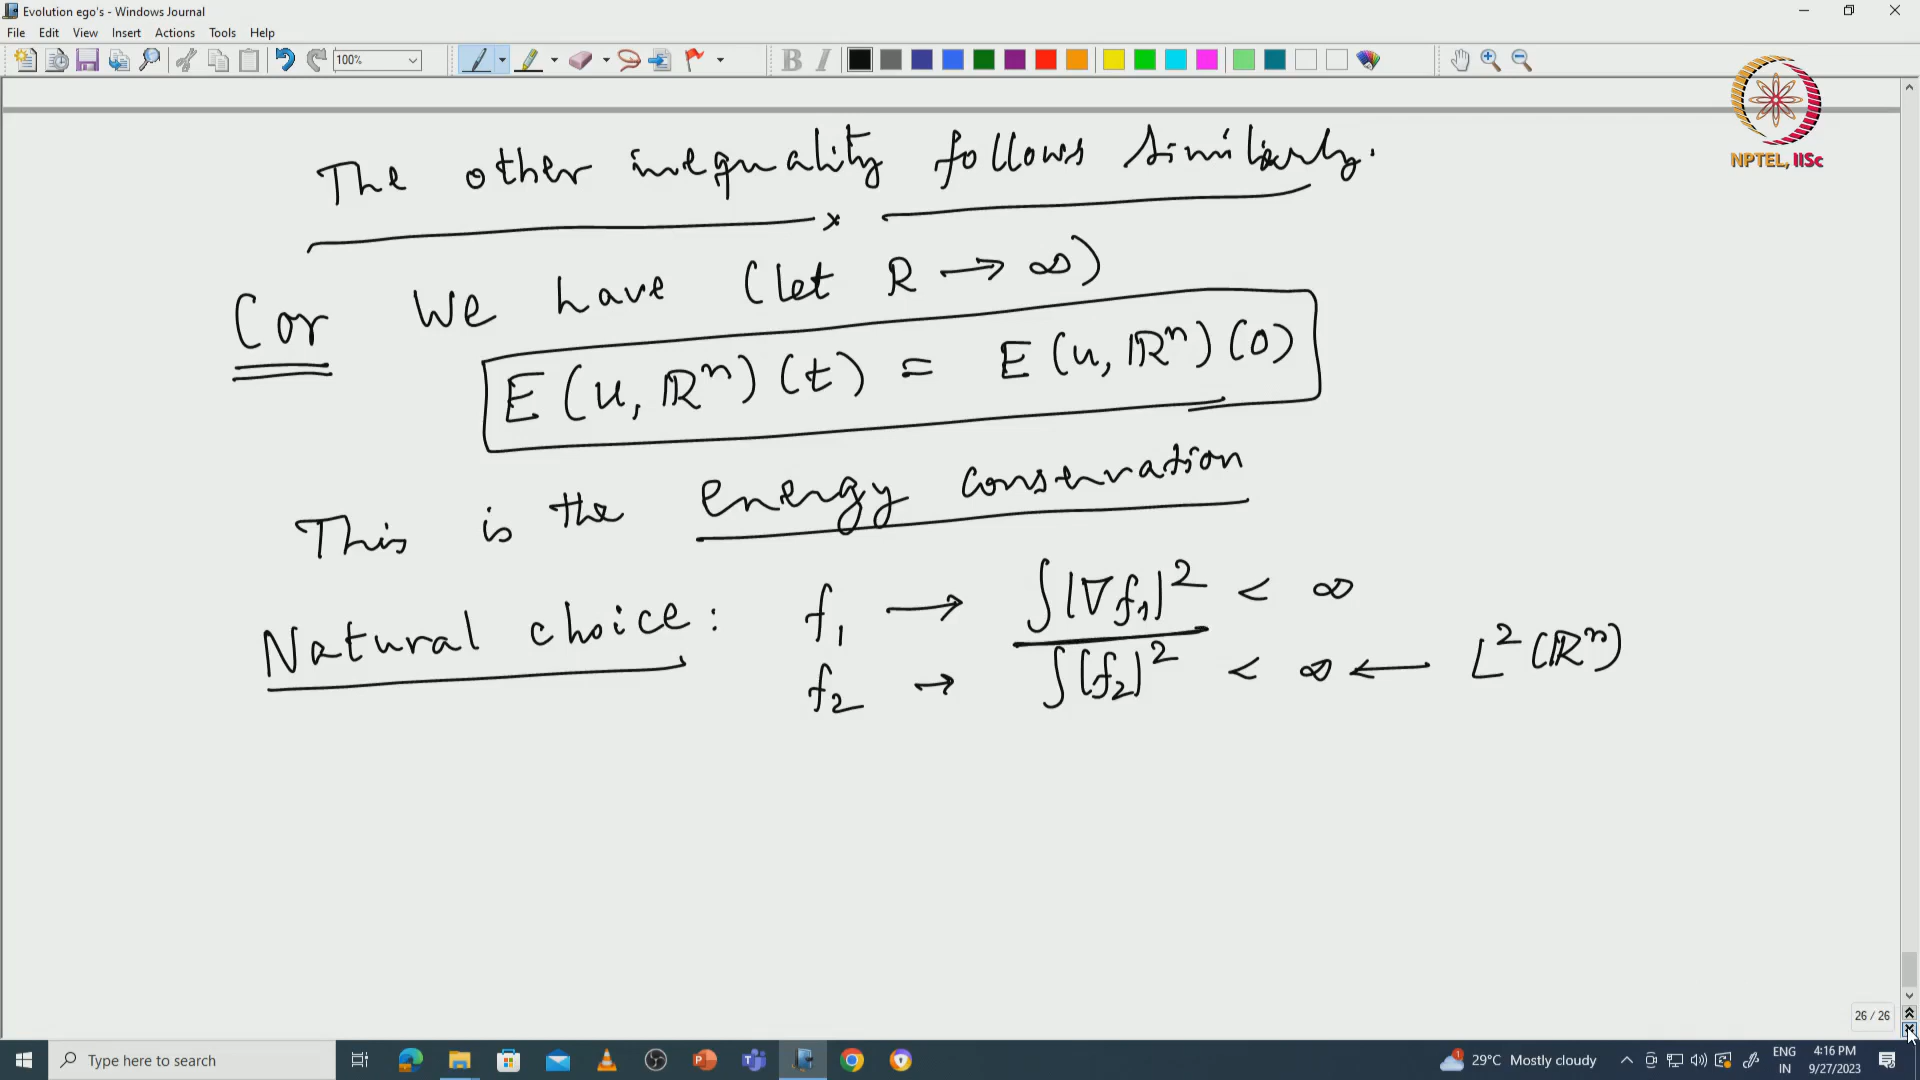 Evolution eqo's - Windows Journal
File Edit View Insert Actions Tools Help
100%
B I
NPTEL, IISc
The other inequality follows similarly.
Cor We have (let R → ∞)
E(u, ℝⁿ)(t) = E(u, ℝⁿ)(0)
This is the energy conservation
Natural choice: f₁ → ∫|∇f₁|² < ∞
f₂ → ∫|f₂|² < ∞ ← L²(ℝⁿ)
26 / 26
Type here to search
1
29°C Mostly cloudy
ENG
IN
4:16 PM
9/27/2023